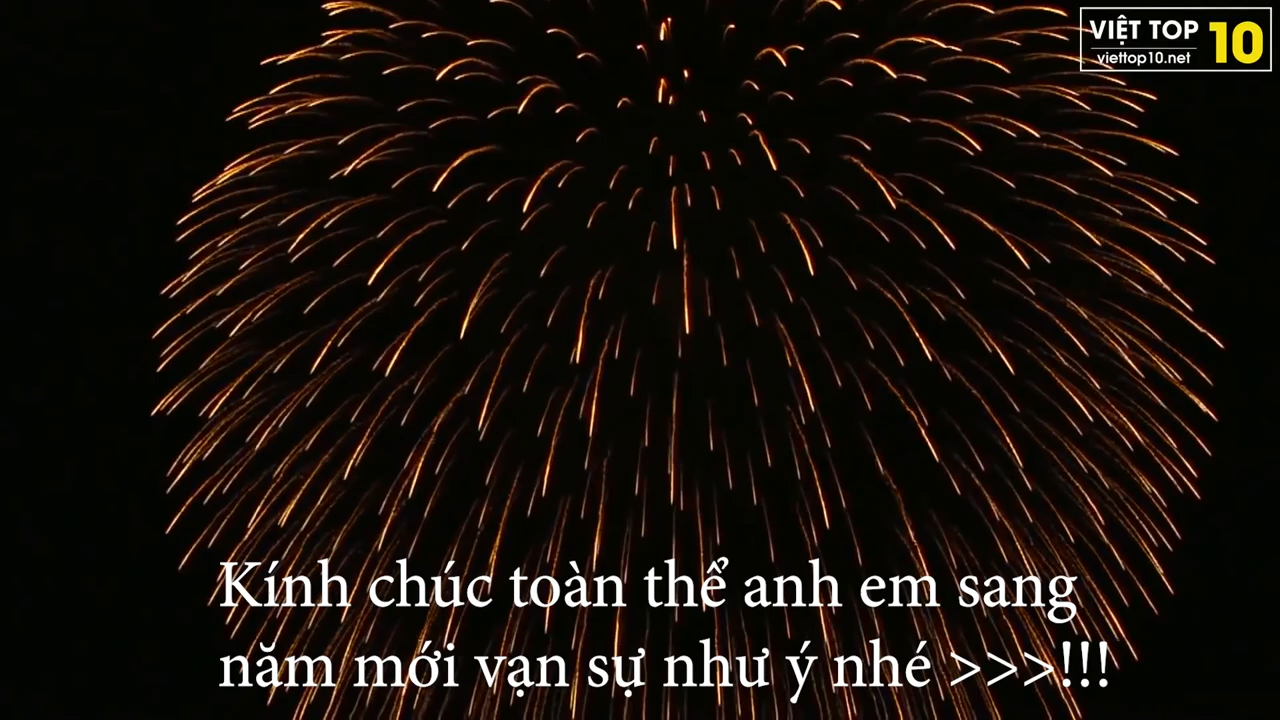 VIỆT TOP 10
viettop10.net
Kính chúc toàn thể anh em sang
năm mới vạn sự như ý nhé >>>!!!